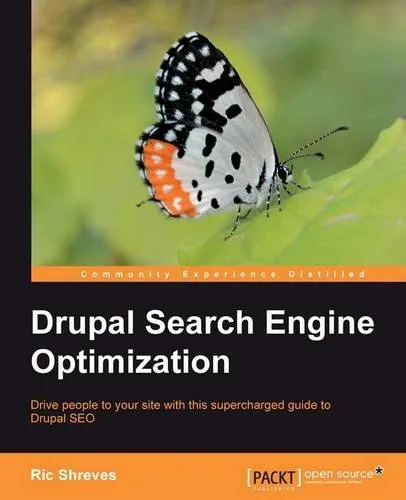 Community Experience Distilled
Drupal Search Engine
Optimization
Drive people to your site with this supercharged guide to
Drupal SEO
Ric Shreves
[PACKT] open source*
PUBLISHING